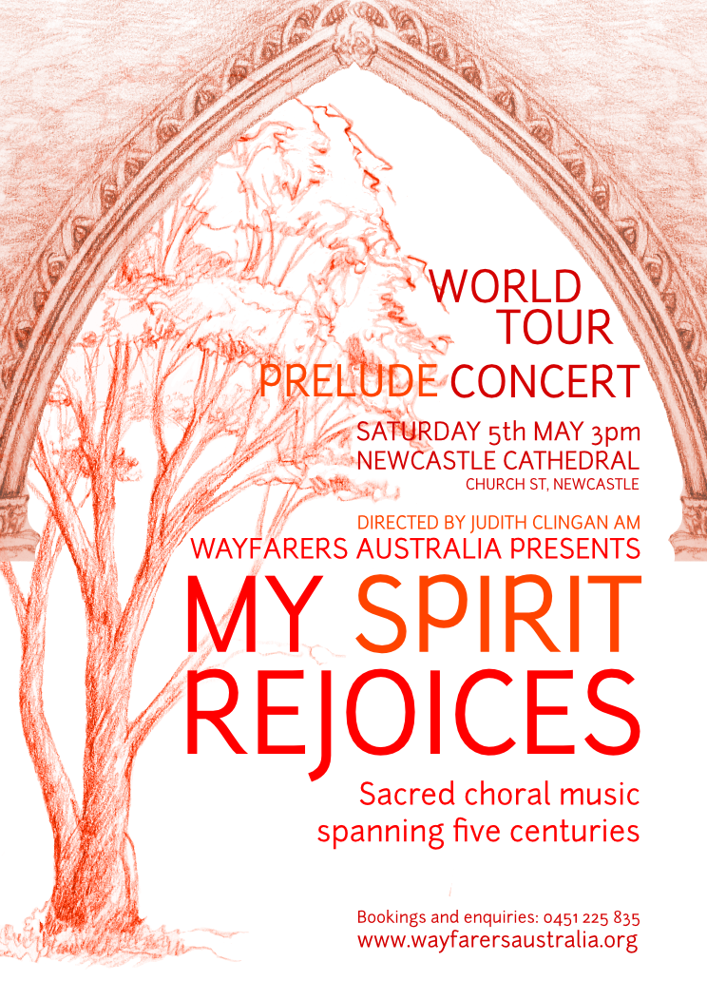 WORLD
TOUR
PRELUDE CONCERT
SATURDAY 5th MAY 3pm
NEWCASTLE CATHEDRAL
CHURCH ST, NEWCASTLE
DIRECTED BY JUDITH CLINGAN AM
WAYFARERS AUSTRALIA PRESENTS
MY SPIRIT
REJOICES
Sacred choral music
spanning five centuries
Bookings and enquiries: 0451 225 835
www.wayfarersaustralia.org